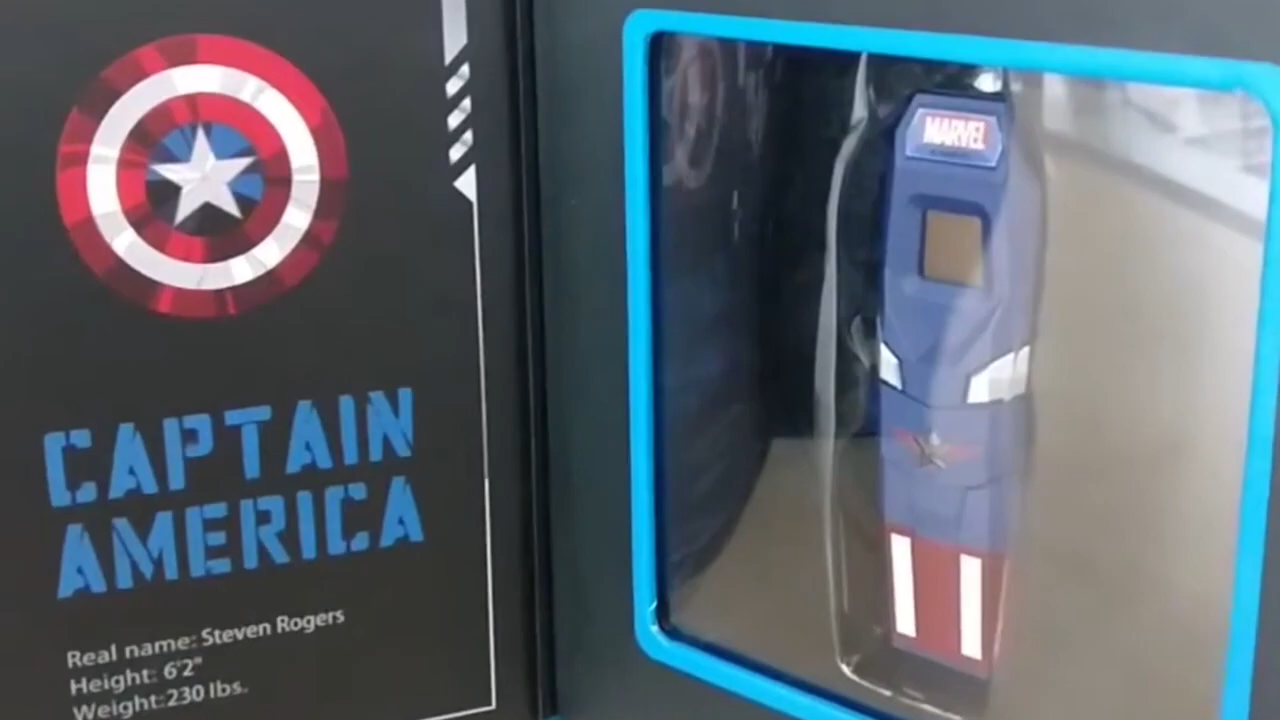 CAPTAIN
AMERICA
Real name: Steven Rogers
Height: 6'2"
Weight:230 lbs.
MARVEL